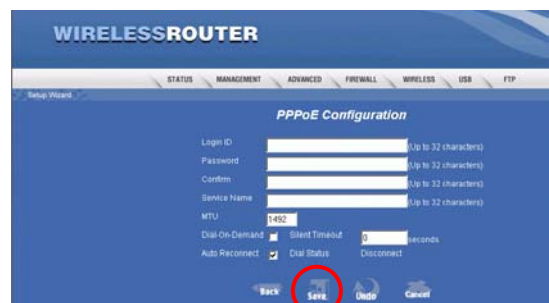 WIRELESSROUTER
STATUS MANAGEMENT ADVANCED FIREWALL WIRELESS USB FTP
Setup Wizard
PPPoE Configuration
Login ID (Up to 32 characters)
Password (Up to 32 characters)
Confirm (Up to 32 characters)
Service Name (Up to 32 characters)
MTU 1492
Dial-On-Demand Silent Timeout 0 seconds
Auto Reconnect Dial Status Disconnect
Back Save Undo Cancel